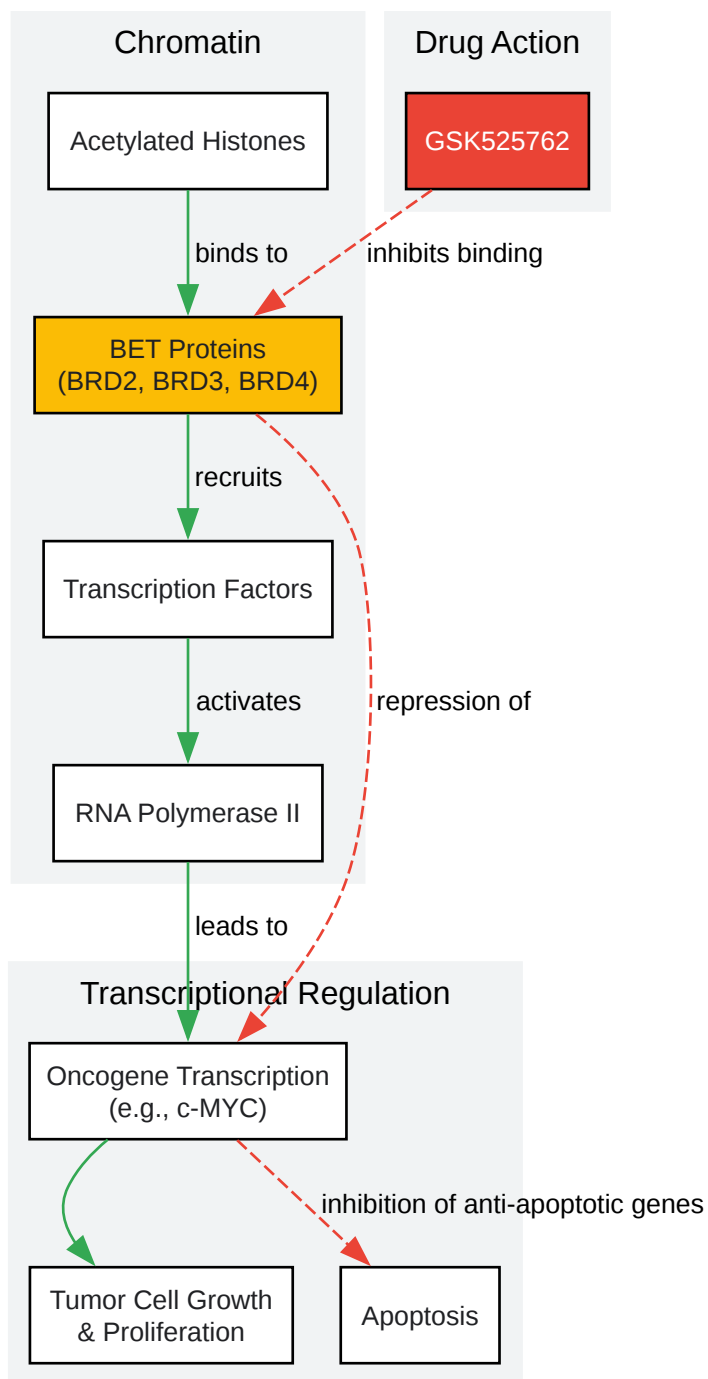 Chromatin
Drug Action
Acetylated Histones
GSK525762
binds to
inhibits binding
BET Proteins
(BRD2, BRD3, BRD4)
recruits
Transcription Factors
activates
repression of
RNA Polymerase II
leads to
Transcriptional Regulation
Oncogene Transcription
(e.g., c-MYC)
inhibition of anti-apoptotic genes
Tumor Cell Growth
& Proliferation
Apoptosis